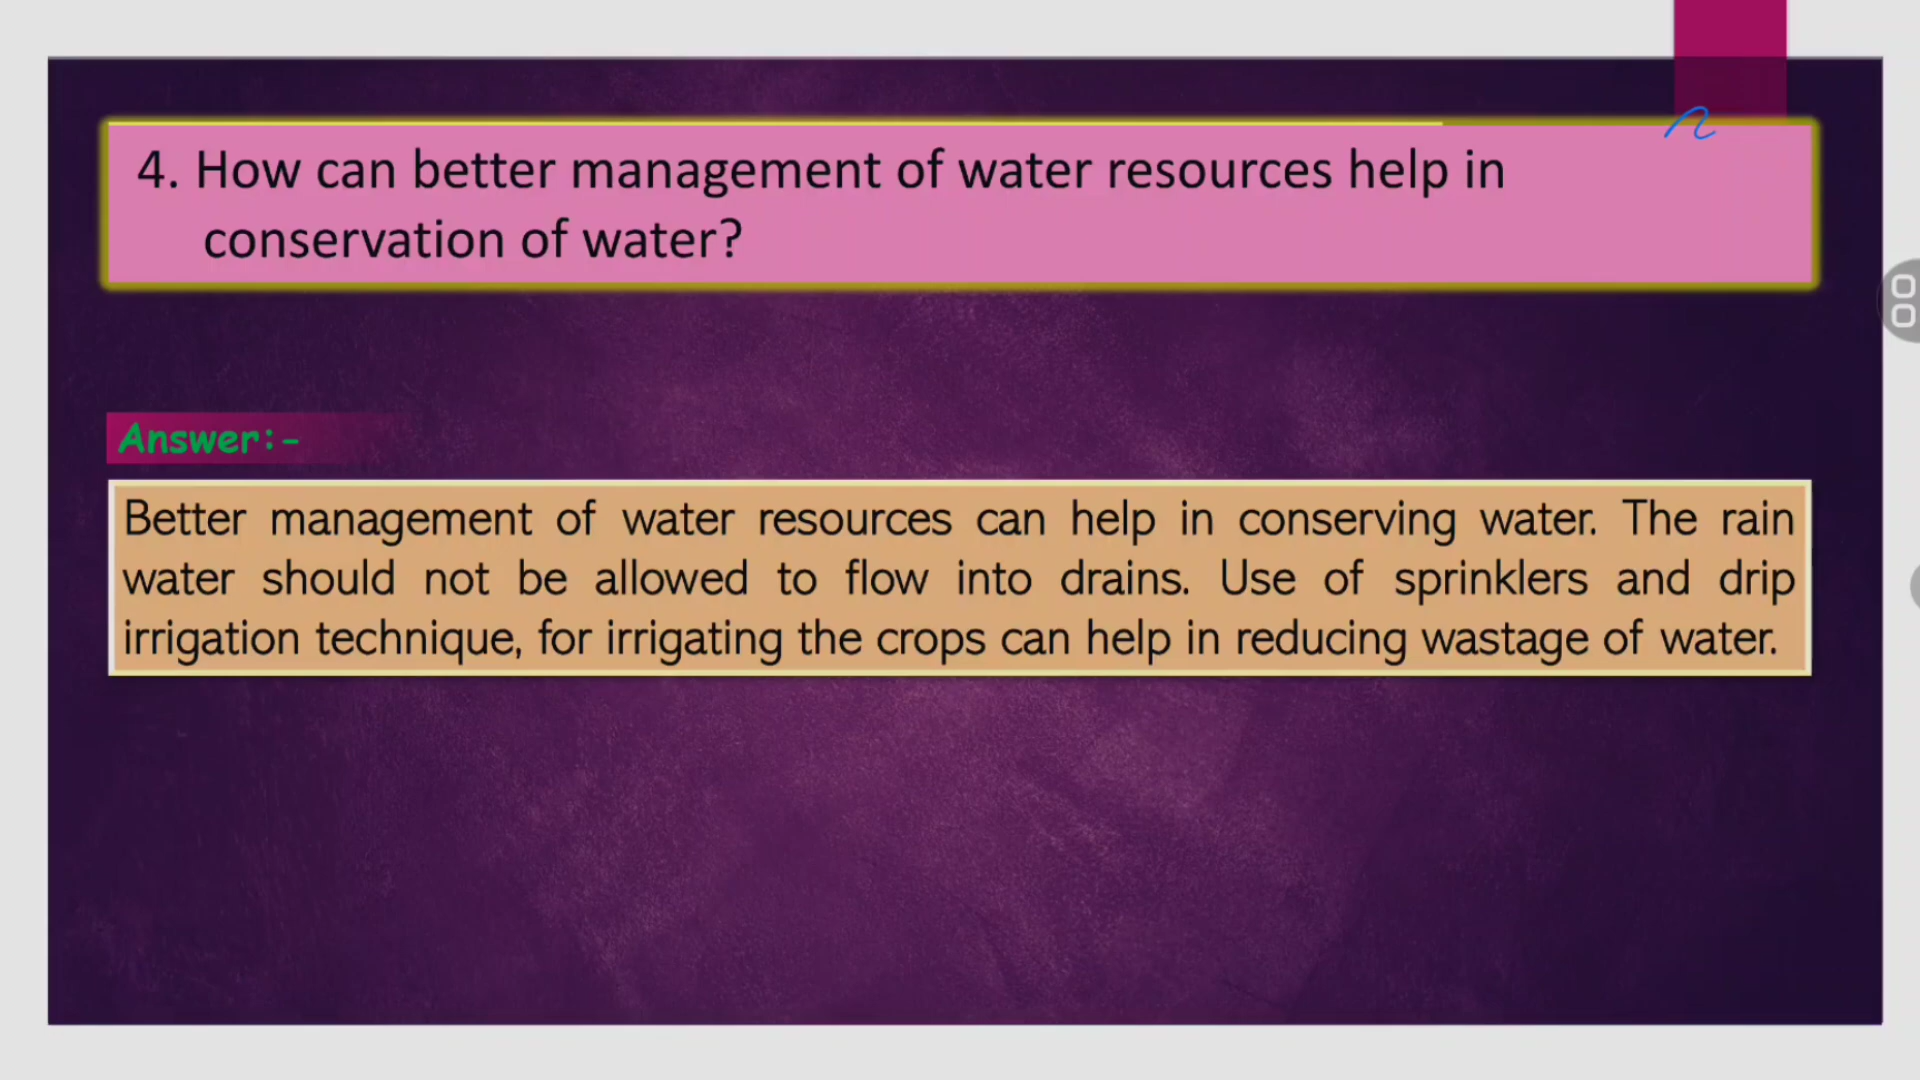 4. How can better management of water resources help in
conservation of water?
Answer:-
Better management of water resources can help in conserving water. The rain
water should not be allowed to flow into drains. Use of sprinklers and drip
irrigation technique, for irrigating the crops can help in reducing wastage of water.